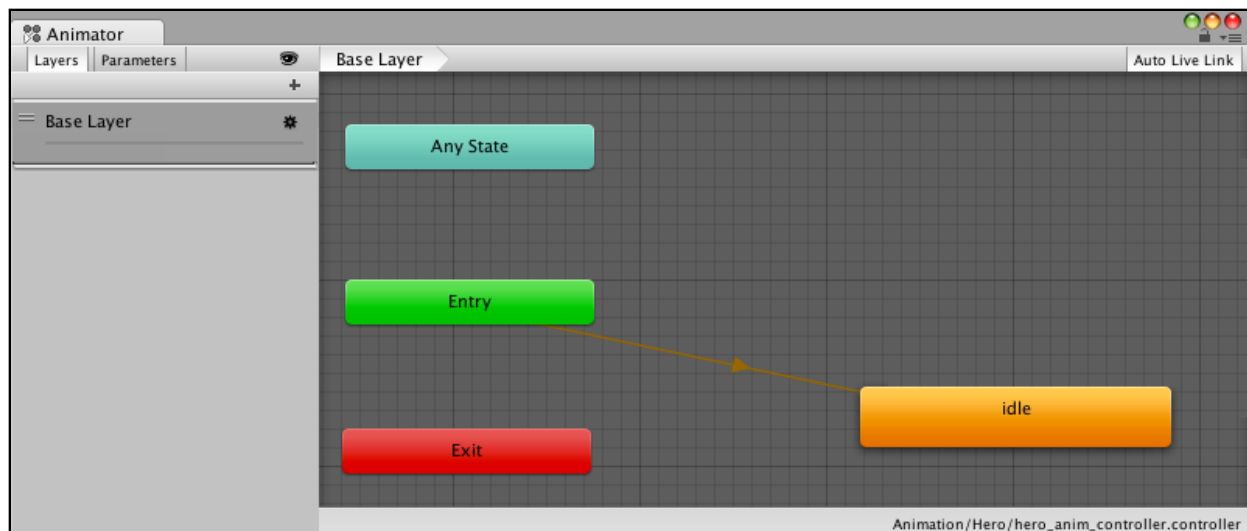 Animator
Layers Parameters
Base Layer
Auto Live Link
Base Layer
Any State
Entry
idle
Exit
Animation/Hero/hero_anim_controller.controller